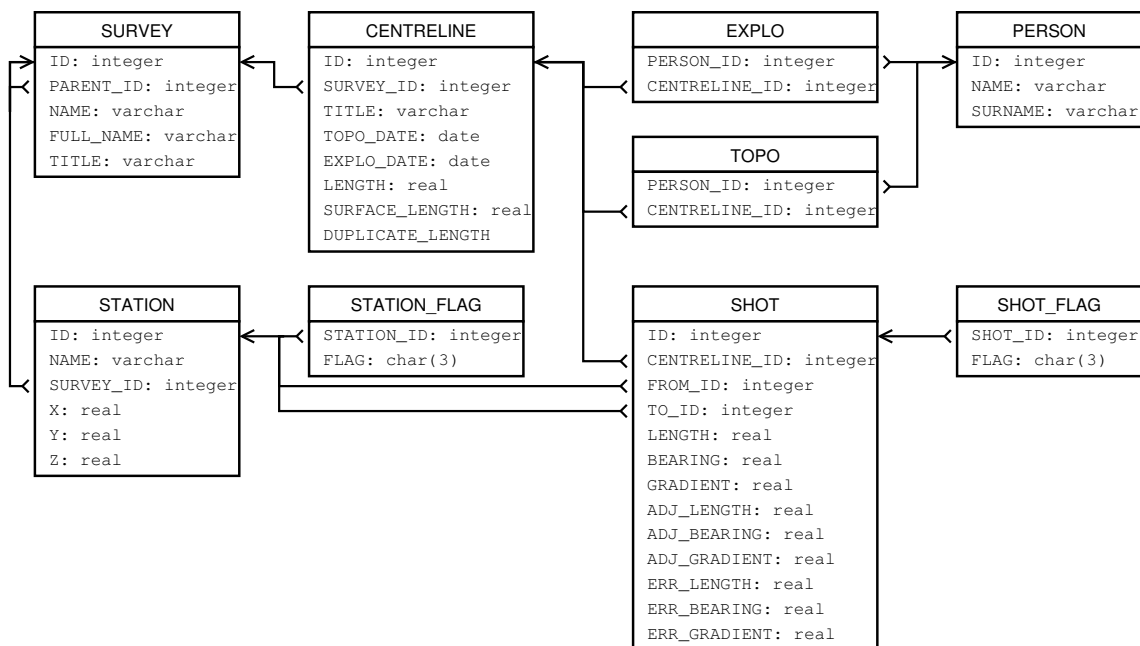 SURVEY
ID: integer
PARENT_ID: integer
NAME: varchar
FULL_NAME: varchar
TITLE: varchar
CENTRELINE
ID: integer
SURVEY_ID: integer
TITLE: varchar
TOPO_DATE: date
EXPLO_DATE: date
LENGTH: real
SURFACE_LENGTH: real
DUPLICATE_LENGTH
EXPLO
PERSON_ID: integer
CENTRELINE_ID: integer
PERSON
ID: integer
NAME: varchar
SURNAME: varchar
TOPO
PERSON_ID: integer
CENTRELINE_ID: integer
STATION
ID: integer
NAME: varchar
SURVEY_ID: integer
X: real
Y: real
Z: real
STATION_FLAG
STATION_ID: integer
FLAG: char(3)
SHOT
ID: integer
CENTRELINE_ID: integer
FROM_ID: integer
TO_ID: integer
LENGTH: real
BEARING: real
GRADIENT: real
ADJ_LENGTH: real
ADJ_BEARING: real
ADJ_GRADIENT: real
ERR_LENGTH: real
ERR_BEARING: real
ERR_GRADIENT: real
SHOT_FLAG
SHOT_ID: integer
FLAG: char(3)